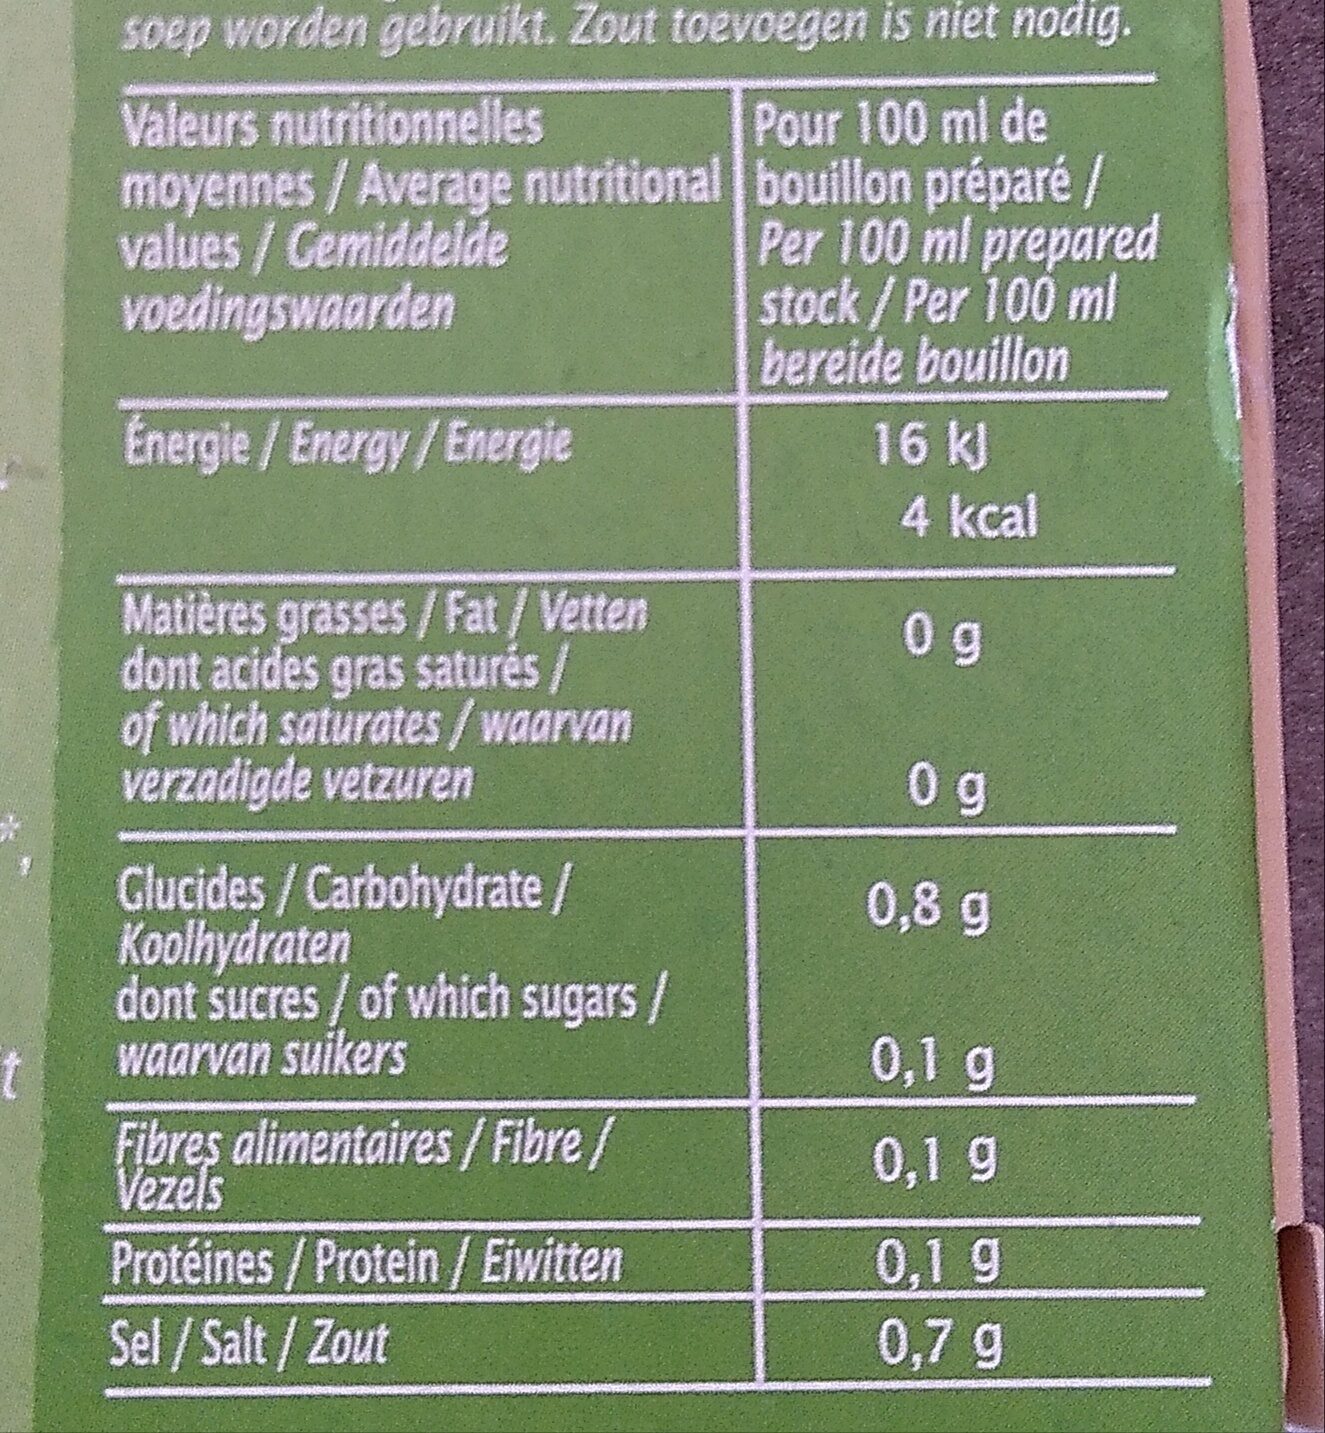 soep worden gebruikt. Zout toevoegen is niet nodig.
Valeurs nutritionnelles
moyennes / Average nutritional
values / Gemiddelde
voedingswaarden
Pour 100 ml de
bouillon préparé /
Per 100 ml prepared
stock / Per 100 ml
bereide bouillon
Énergie / Energy / Energie
16 kJ
4 kcal
Matières grasses / Fat / Vetten
0 g
dont acides gras saturés /
of which saturates / waarvan
verzadigde vetzuren
0 g
Glucides / Carbohydrate /
Koolhydraten
0,8 g
dont sucres / of which sugars /
waarvan suikers
0,1 g
Fibres alimentaires / Fibre /
Vezels
0,1 g
Protéines / Protein / Eiwitten
0,1 g
Sel / Salt / Zout
0,7 g